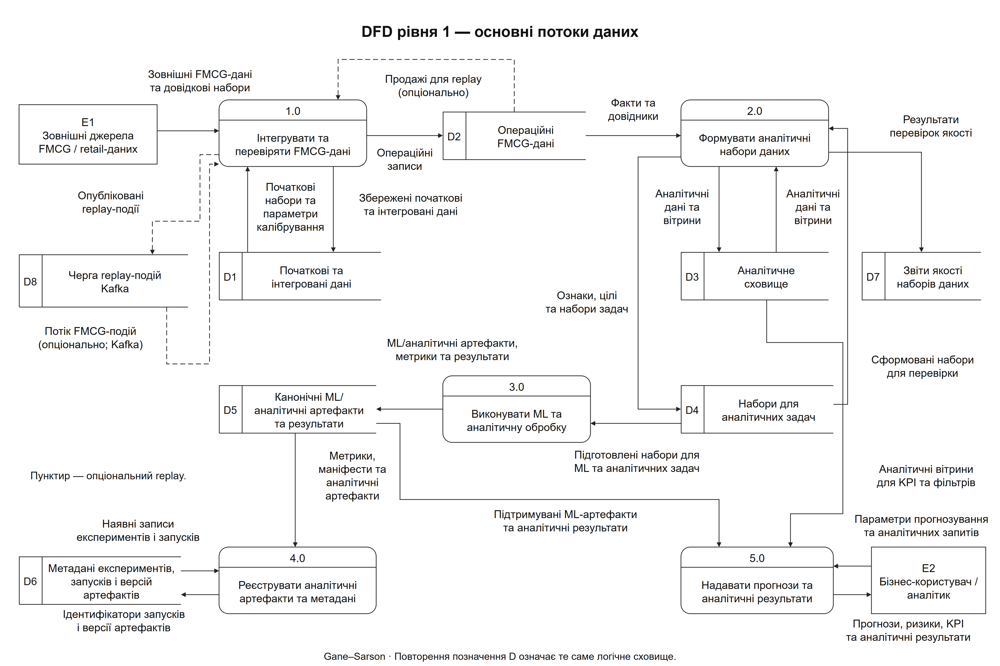 DFD рівня 1 — основні потоки даних
Зовнішні FMCG-дані
та довідкові набори
Продажі для replay
(опціонально)
Факти та
довідники
Результати
перевірок якості
E1
Зовнішні джерела
FMCG / retail-даних
1.0
Інтегрувати та
перевіряти FMCG-дані
Операційні
записи
D2
Операційні
FMCG-дані
2.0
Формувати аналітичні
набори даних
Опубліковані
replay-події
Початкові
набори та
параметри
калібрування
Збережені початкові
та інтегровані дані
Аналітичні
дані та
вітрини
Аналітичні
дані та
вітрини
D8
Черга replay-подій
Kafka
D1
Початкові та
інтегровані дані
D3
Аналітичне
сховище
D7
Звіти якості
наборів даних
Ознаки, цілі
та набори задач
Потік FMCG-подій
(опціонально; Kafka)
ML/аналітичні артефакти,
метрики та результати
Сформовані набори
для перевірки
D5
Канонічні ML/
аналітичні артефакти
та результати
3.0
Виконувати ML та
аналітичну обробку
D4
Набори для
аналітичних задач
Метрики,
маніфести та
аналітичні
артефакти
Підготовлені набори для
ML та аналітичних задач
Пунктир — опціональний replay.
Аналітичні вітрини
для KPI та фільтрів
Наявні записи
експериментів і запусків
Підтримувані ML-артефакти
та аналітичні результати
Параметри прогнозування
та аналітичних запитів
D6
Метадані експериментів,
запусків і версій
артефактів
4.0
Реєструвати аналітичні
артефакти та метадані
5.0
Надавати прогнози та
аналітичні результати
E2
Бізнес-користувач /
аналітик
Ідентифікатори запусків
і версії артефактів
Прогнози, ризики, KPI
та аналітичні результати
Gane–Sarson · Повторення позначення D означає те саме логічне сховище.